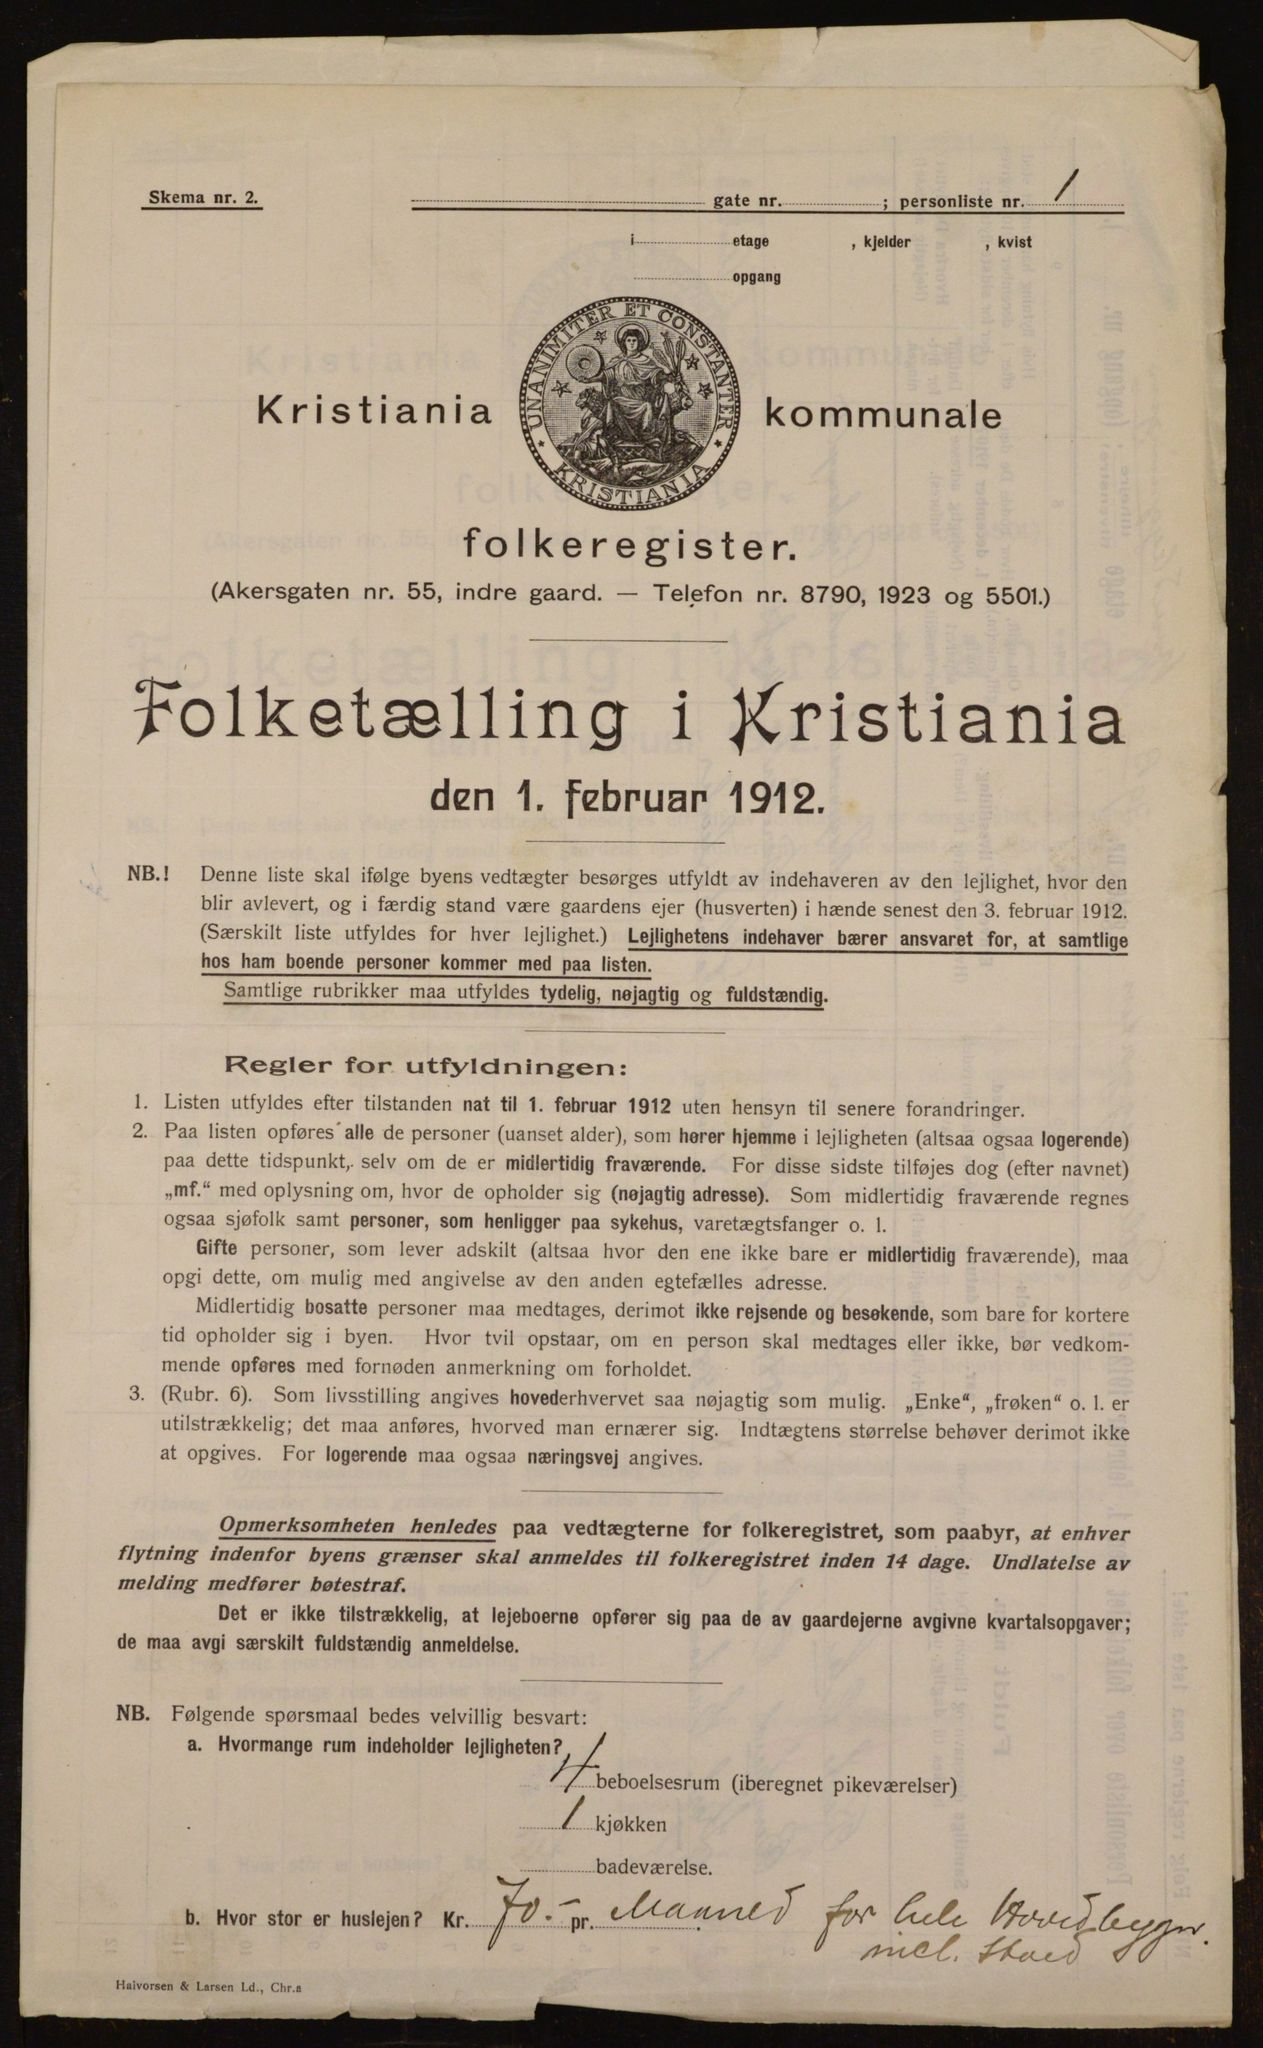 Skema nr. 2.
gate nr. ; personliste nr. 1
i etage , kjelder , kvist
opgang
UNANIMITER ET CONSTANTER
KRISTIANIA
Kristiania kommunale
folkeregister.
(Akersgaten nr. 55, indre gaard. — Telefon nr. 8790, 1923 og 5501.)
Folketælling i Kristiania
den 1. februar 1912.
NB.! Denne liste skal ifølge byens vedtægter besørges utfyldt av indehaveren av den lejlighet, hvor den
blir avlevert, og i færdig stand være gaardens ejer (husverten) i hænde senest den 3. februar 1912.
(Særskilt liste utfyldes for hver lejlighet.) Lejlighetens indehaver bærer ansvaret for, at samtlige
hos ham boende personer kommer med paa listen.
Samtlige rubrikker maa utfyldes tydelig, nøjagtig og fuldstændig.
Regler for utfyldningen:
1. Listen utfyldes efter tilstanden nat til 1. februar 1912 uten hensyn til senere forandringer.
2. Paa listen opføres alle de personer (uanset alder), som hører hjemme i lejligheten (altsaa ogsaa logerende)
paa dette tidspunkt, selv om de er midlertidig fraværende. For disse sidste tilføjes dog (efter navnet)
„mf.“ med oplysning om, hvor de opholder sig (nøjagtig adresse). Som midlertidig fraværende regnes
ogsaa sjøfolk samt personer, som henligger paa sykehus, varetægtsfanger o. l.
Gifte personer, som lever adskilt (altsaa hvor den ene ikke bare er midlertidig fraværende), maa
opgi dette, om mulig med angivelse av den anden egtefælles adresse.
Midlertidig bosatte personer maa medtages, derimot ikke rejsende og besøkende, som bare for kortere
tid opholder sig i byen. Hvor tvil opstaar, om en person skal medtages eller ikke, bør vedkom-
mende opføres med fornøden anmerkning om forholdet.
3. (Rubr. 6). Som livsstilling angives hovederhvervet saa nøjagtig som mulig. „Enke“, „frøken“ o. l. er
utilstrækkelig; det maa anføres, hvorved man ernærer sig. Indtægtens størrelse behøver derimot ikke
at opgives. For logerende maa ogsaa næringsvej angives.
Opmerksomheten henledes paa vedtægterne for folkeregistret, som paabyr, at enhver
flytning indenfor byens grænser skal anmeldes til folkeregistret inden 14 dage. Undlatelse av
melding medfører bøtestraf.
Det er ikke tilstrækkelig, at lejeboerne opfører sig paa de av gaardejerne avgivne kvartalsopgaver;
de maa avgi særskilt fuldstændig anmeldelse.
NB. Følgende spørsmaal bedes velvillig besvart:
a. Hvormange rum indeholder lejligheten?
4 beboelsesrum (iberegnet pikeværelser)
1 kjøkken
badeværelse.
b. Hvor stor er huslejen? Kr. 70.- pr. Maaned for hele Hovedbygn.
incl. Stald
Halvorsen & Larsen Ld., Chr.a